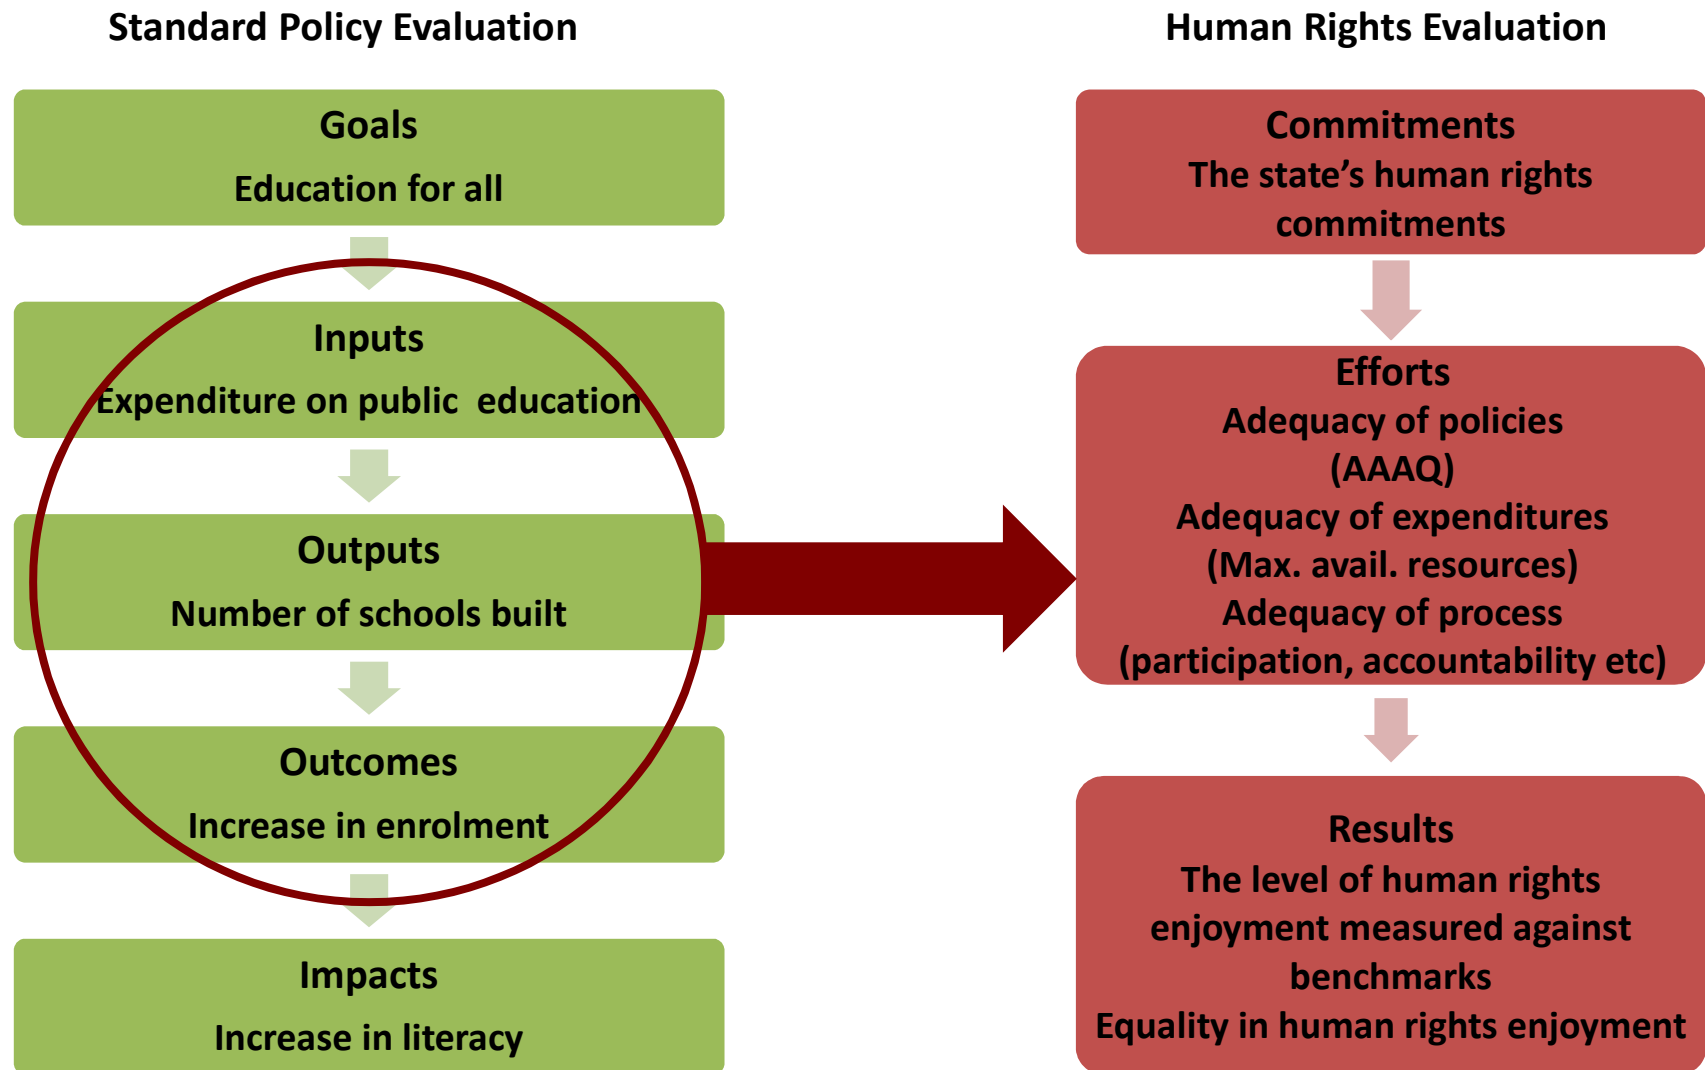 Standard Policy Evaluation
Goals
Education for all
Inputs
Expenditure on public education
Outputs
Number of schools built
Outcomes
Increase in enrolment
Impacts
Increase in literacy
Human Rights Evaluation
Commitments
The state’s human rights
commitments
Efforts
Adequacy of policies
(AAAQ)
Adequacy of expenditures
(Max. avail. resources)
Adequacy of process
(participation, accountability etc)
Results
The level of human rights
enjoyment measured against
benchmarks
Equality in human rights enjoyment